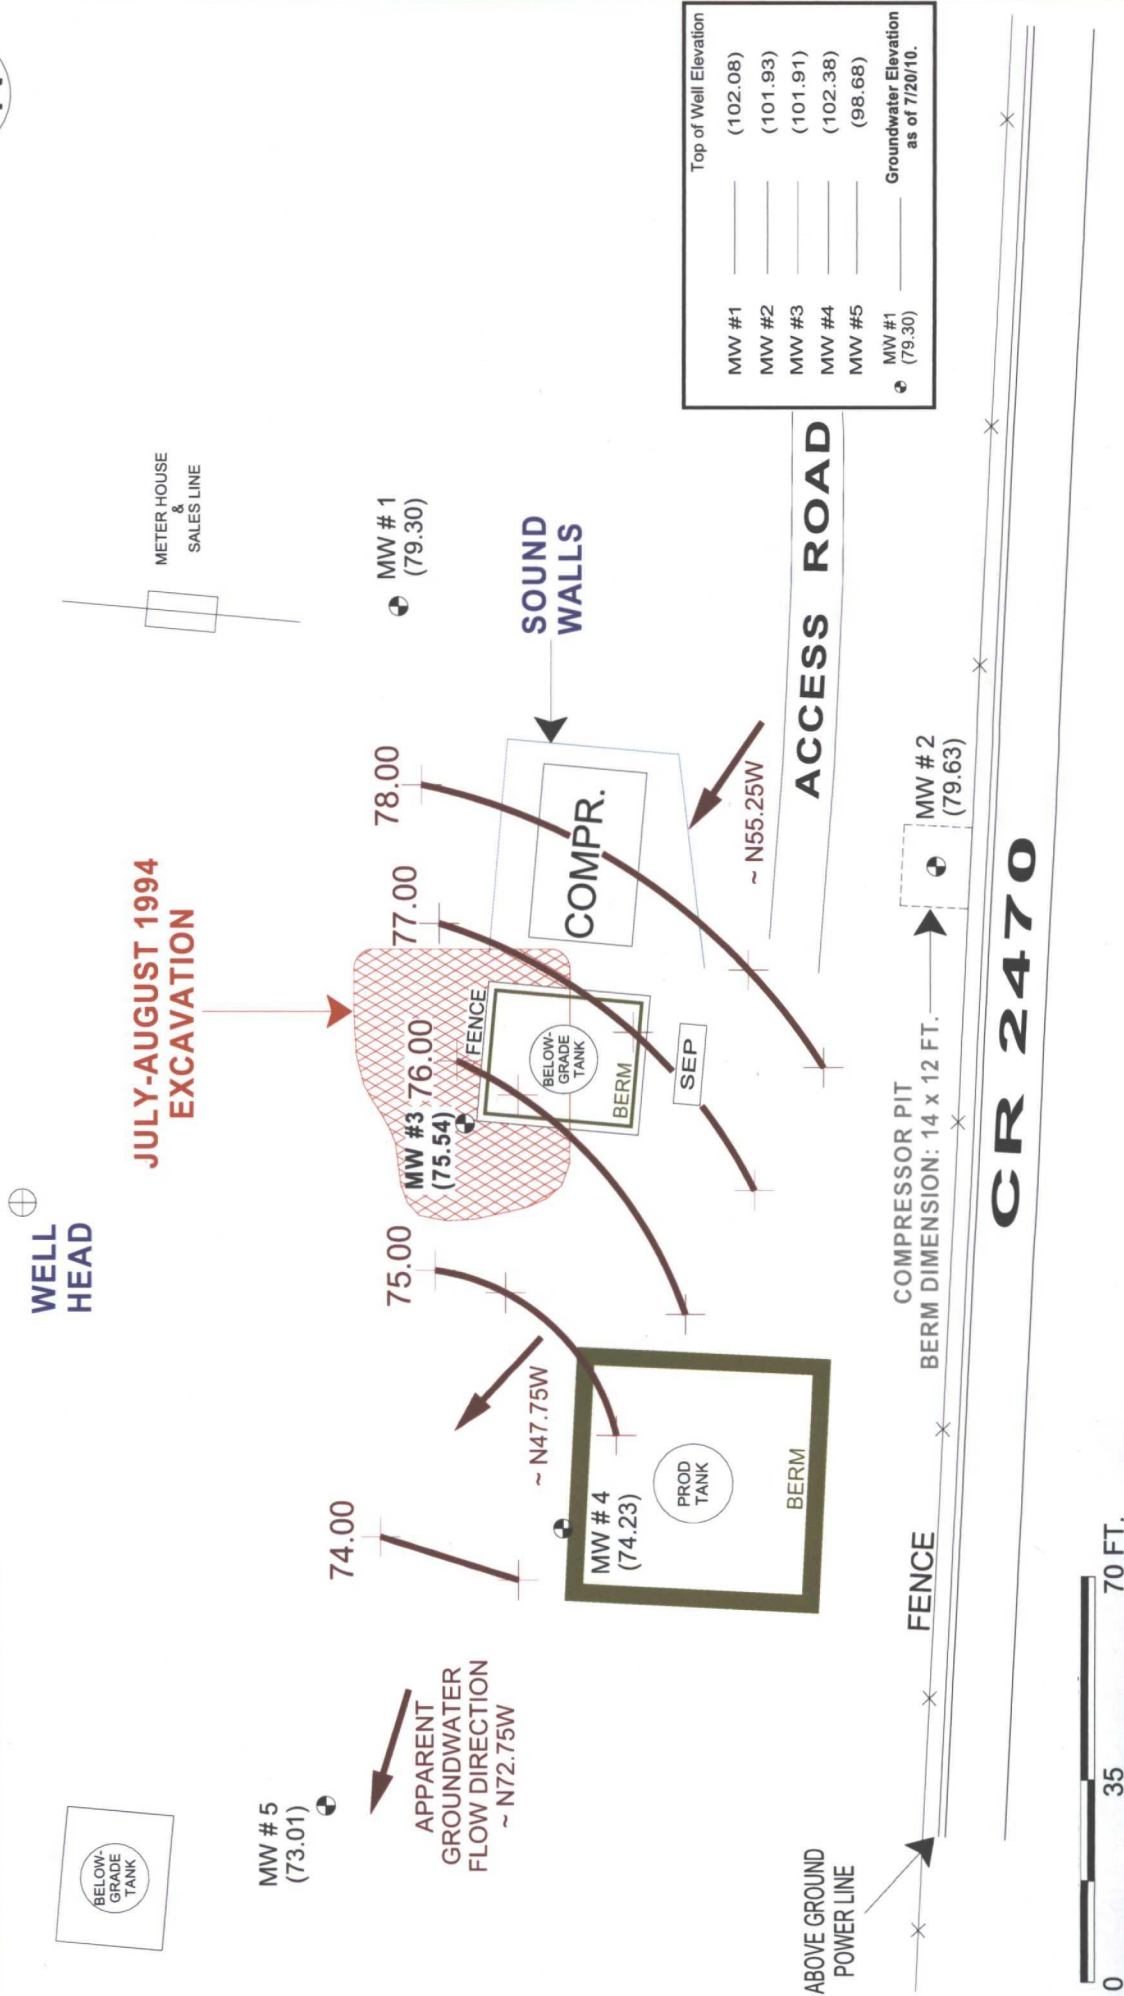 WELL
HEAD
JULY-AUGUST 1994
EXCAVATION
METER HOUSE
&
SALES LINE
BELOW-
GRADE
TANK
MW # 5
(73.01)
APPARENT
GROUNDWATER
FLOW DIRECTION
~ N72.75W
74.00
75.00
76.00
77.00
78.00
MW #3
(75.54)
MW # 1
(79.30)
~ N47.75W
FENCE
BELOW-
GRADE
TANK
BERM
SEP
COMPR.
SOUND
WALLS
MW # 4
(74.23)
PROD
TANK
BERM
~ N55.25W
ACCESS ROAD
Top of Well Elevation
MW #1 (102.08)
MW #2 (101.93)
MW #3 (101.91)
MW #4 (102.38)
MW #5 (98.68)
MW #1
(79.30)
Groundwater Elevation
as of 7/20/10.
COMPRESSOR PIT
BERM DIMENSION: 14 x 12 FT.
MW # 2
(79.63)
FENCE
ABOVE GROUND
POWER LINE
CR 2470
0 35 70 FT.